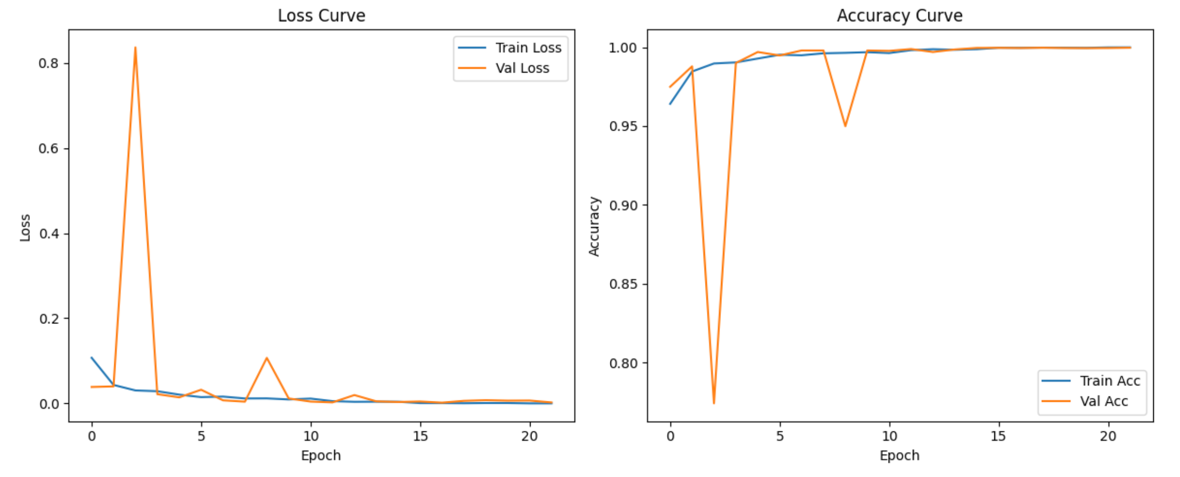 Loss Curve
Train Loss
Val Loss
0.8
0.6
0.4
0.2
0.0
Loss
0 5 10 15 20
Epoch
Accuracy Curve
1.00
0.95
0.90
0.85
0.80
Accuracy
Train Acc
Val Acc
0 5 10 15 20
Epoch